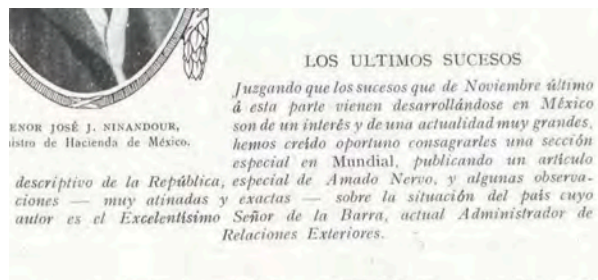 LOS ULTIMOS SUCESOS
Juzgando que los sucesos que de Noviembre último
á esta parte vienen desarrollándose en México
son de un interés y de una actualidad muy grandes,
hemos creído oportuno consagrarles una sección
especial en Mundial, publicando un artículo
descriptivo de la República, especial de Amado Nervo, y algunas observa-
ciones — muy atinadas y exactas — sobre la situación del país cuyo
autor es el Excelentísimo Señor de la Barra, actual Administrador de
Relaciones Exteriores.
ENOR JOSÉ J. NINANDOUR,
istro de Hacienda de México.